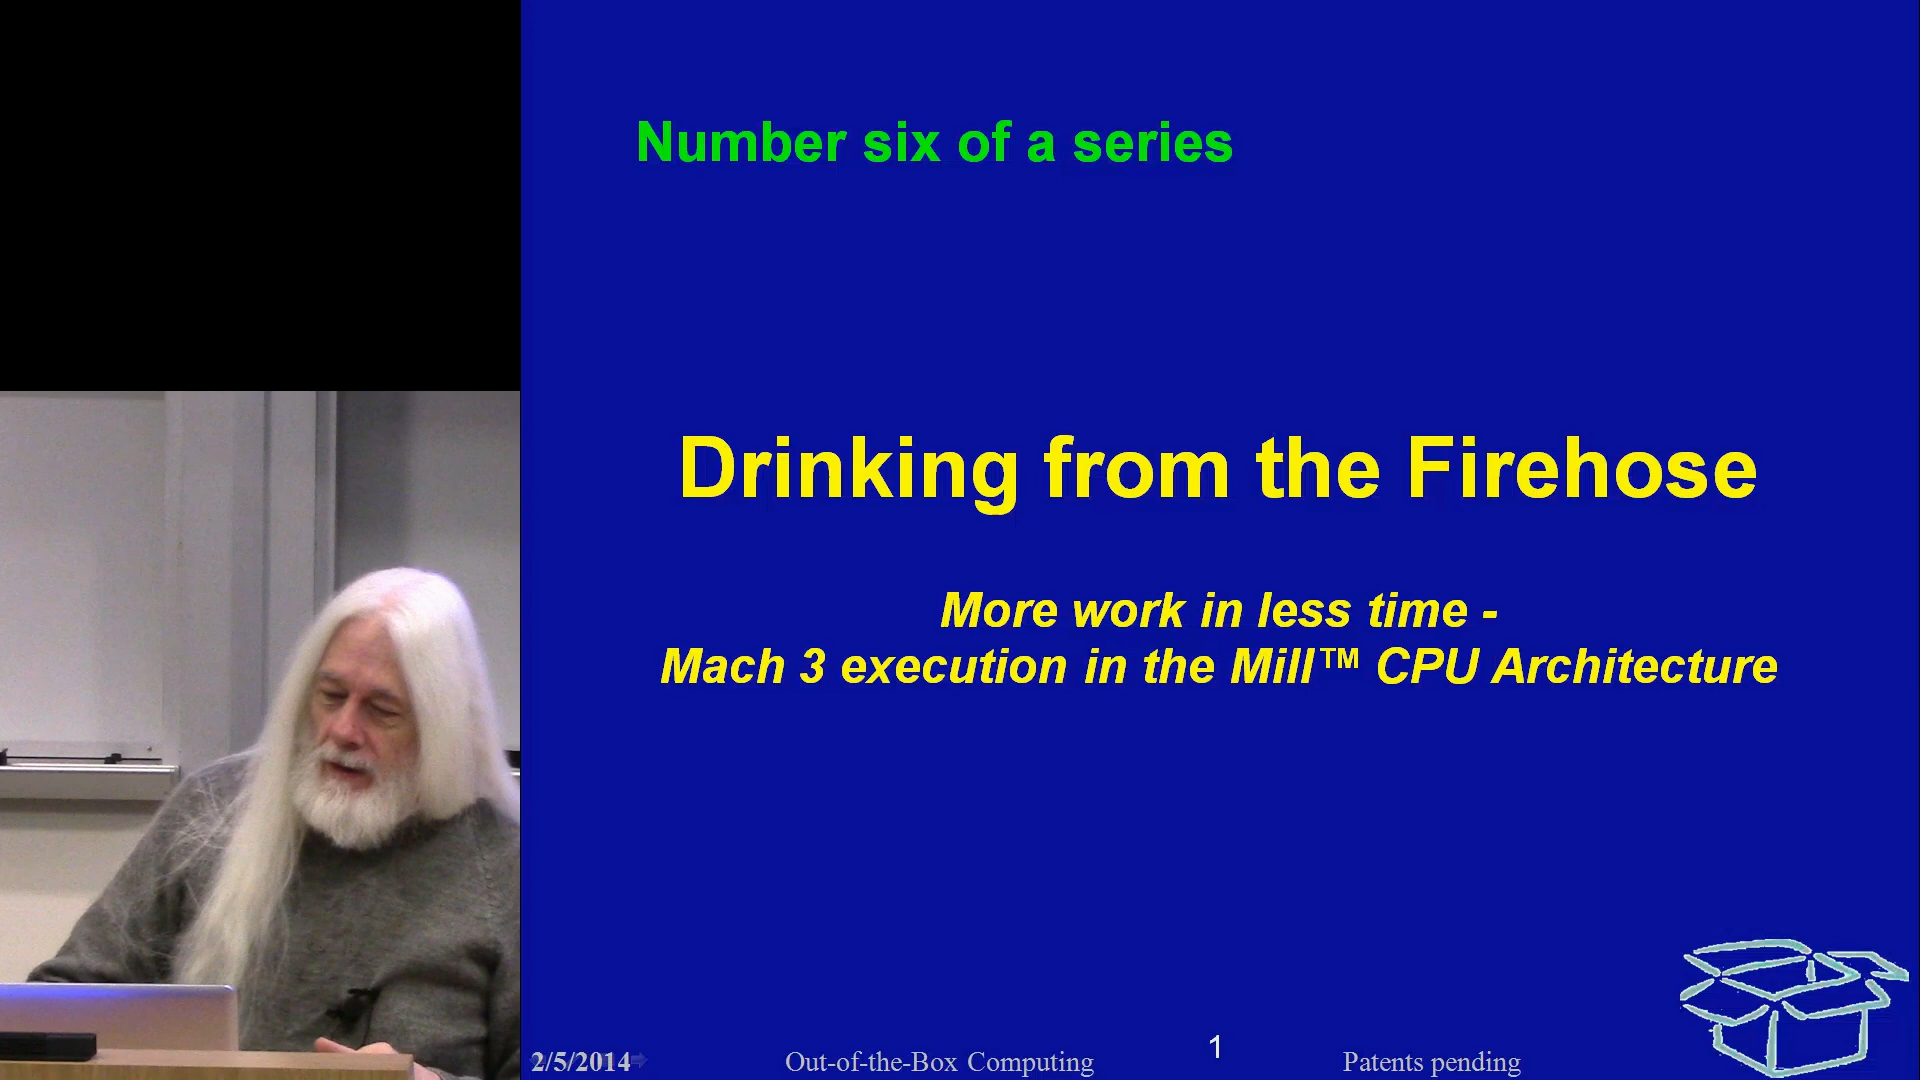 Number six of a series
Drinking from the Firehose
More work in less time -
Mach 3 execution in the Mill™ CPU Architecture
2/5/2014
Out-of-the-Box Computing
1
Patents pending